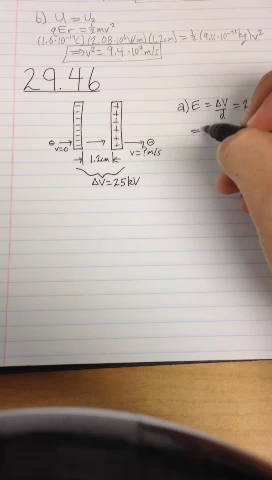 b) U = U₂
qEr = ½mv²
(1.6·10⁻¹⁹C)(2.08·10⁶V/m)(1.2cm) = ½(9.11·10⁻³¹kg)v²
⟹ v² = 9.4·10⁷ m/s
29.46
a) E = ΔV/d = 2
=
⊖ → → → ⊖
v=0 1.2cm v=? m/s
ΔV=25kV